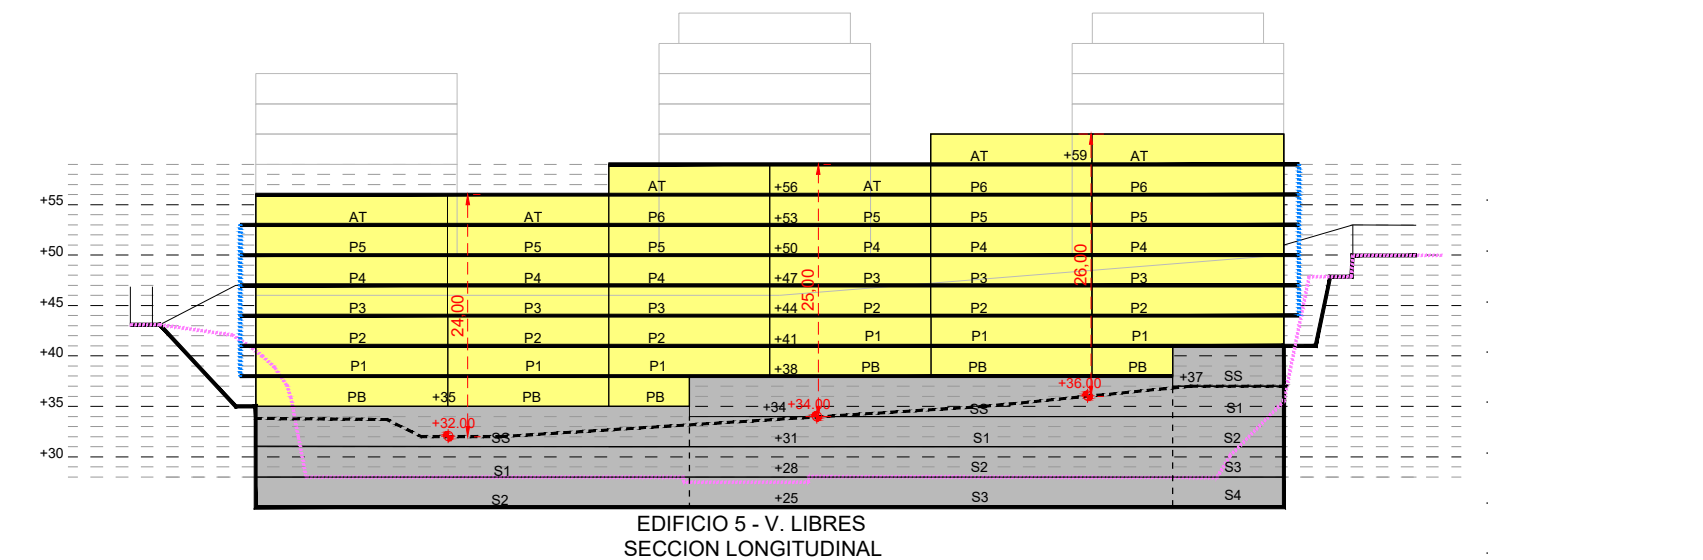 AT +59 AT
AT +56 AT P6 P6
+55
AT AT P6 +53 P5 P5 P5
+50
P5 P5 P5 +50 P4 P4 P4
26,00
P4 P4 P4 +47 P3 P3 P2
25,00
24,00
+45
P3 P3 P3 +44 P2 P2 P2
+40
P2 P2 P2 +41 P1 P1 P1
P1 P1 P1 +38 PB PB PB
+37 SS
+36.00
+35
PB +35 PB PB
+34 +34.00 SS S1
+32.00
+30
SS +31 S1 S2
S1 +28 S2 S3
S2 +25 S3 S4
EDIFICIO 5 - V. LIBRES
SECCION LONGITUDINAL